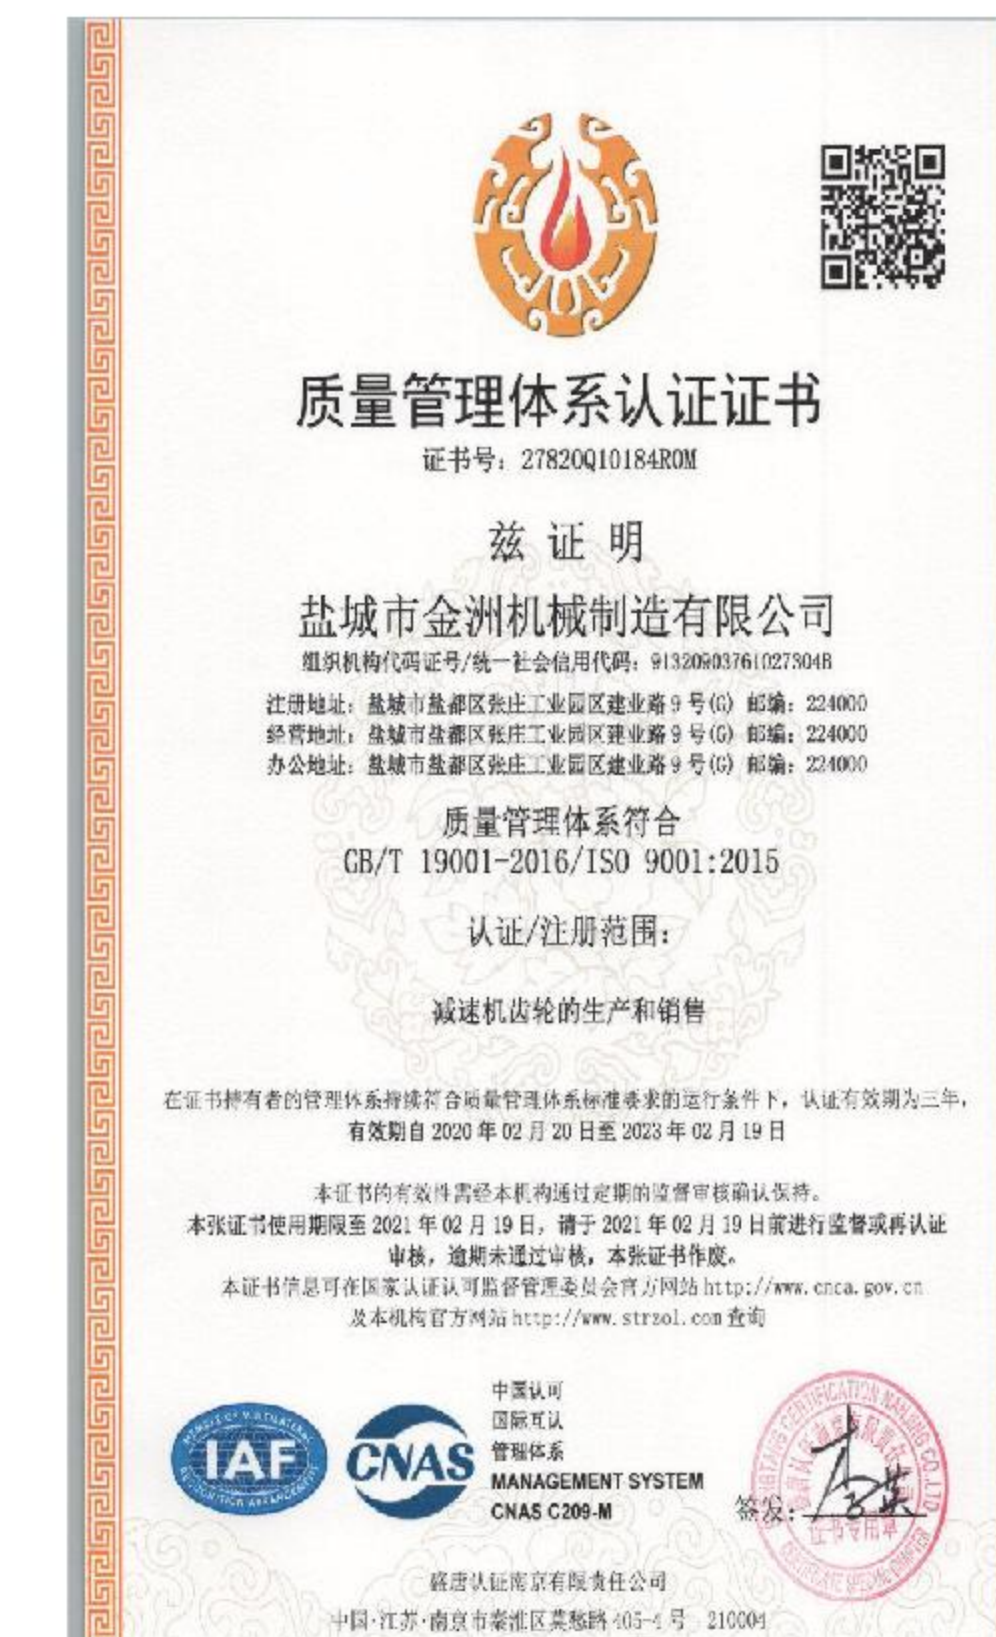 质量管理体系认证证书
证书号：27820Q10184R0M
兹 证 明
盐城市金洲机械制造有限公司
组织机构代码证号/统一社会信用代码：91320903761027304B
注册地址：盐城市盐都区张庄工业园区建业路9号(G) 邮编：224000
经营地址：盐城市盐都区张庄工业园区建业路9号(G) 邮编：224000
办公地址：盐城市盐都区张庄工业园区建业路9号(G) 邮编：224000
质量管理体系符合
GB/T 19001-2016/ISO 9001:2015
认证/注册范围：
减速机齿轮的生产和销售
在证书持有者的管理体系持续符合质量管理体系标准要求的运行条件下，认证有效期为三年，
有效期自2020年02月20日至2023年02月19日
本证书的有效性需经本机构通过定期的监督审核确认保持。
本张证书使用期限至2021年02月19日，请于2021年02月19日前进行监督或再认证
审核，逾期未通过审核，本张证书作废。
本证书信息可在国家认证认可监督管理委员会官方网站http://www.cnca.gov.cn
及本机构官方网站http://www.strzol.com查询
IAF
CNAS
中国认可
国际互认
管理体系
MANAGEMENT SYSTEM
CNAS C209-M
签发：
证书专用章
盛唐认证南京有限责任公司
中国·江苏·南京市秦淮区莫愁路405-4号 210004